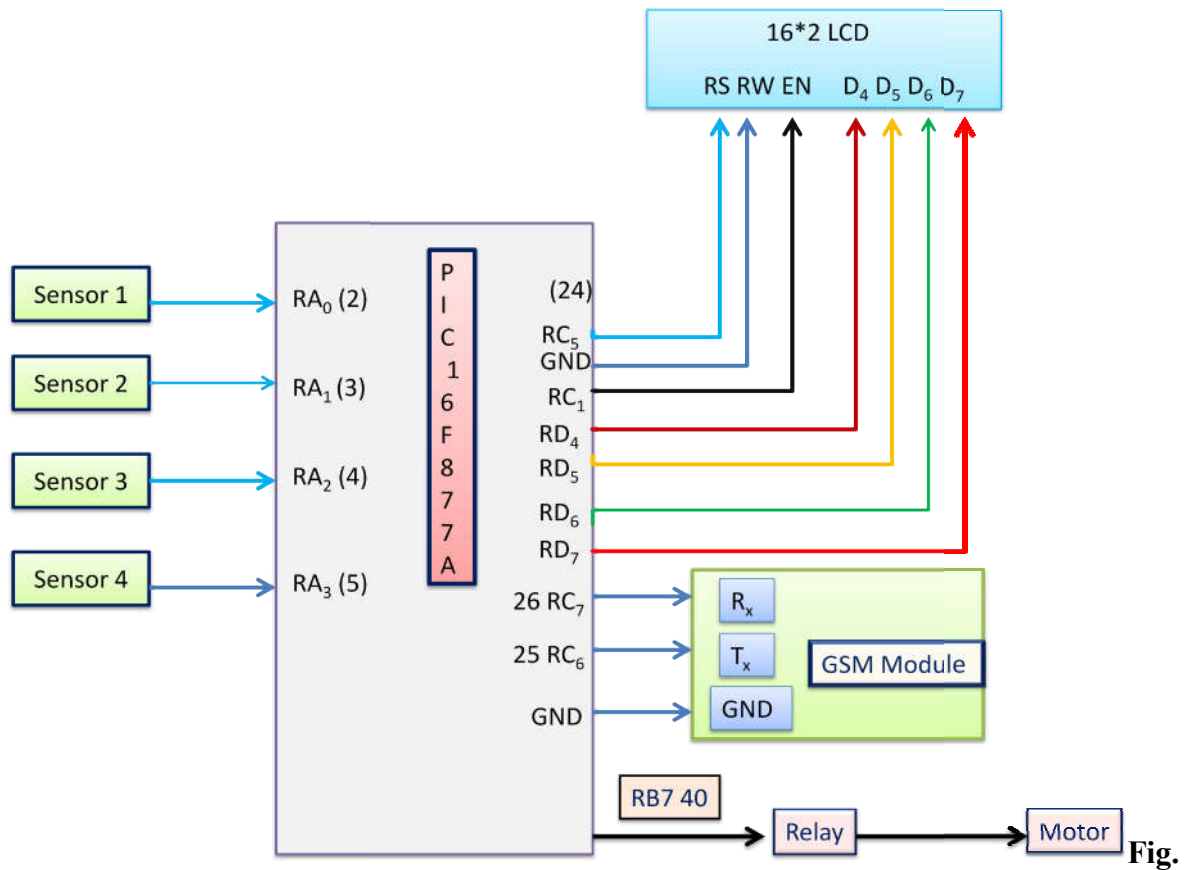 16*2 LCD
RS RW EN D₄ D₅ D₆ D₇
Sensor 1
Sensor 2
Sensor 3
Sensor 4
RA₀ (2)
RA₁ (3)
RA₂ (4)
RA₃ (5)
P
I
C
1
6
F
8
7
7
A
(24)
RC₅
GND
RC₁
RD₄
RD₅
RD₆
RD₇
26 RC₇
25 RC₆
GND
Rₓ
Tₓ
GND
GSM Module
RB7 40
Relay
Motor
Fig.